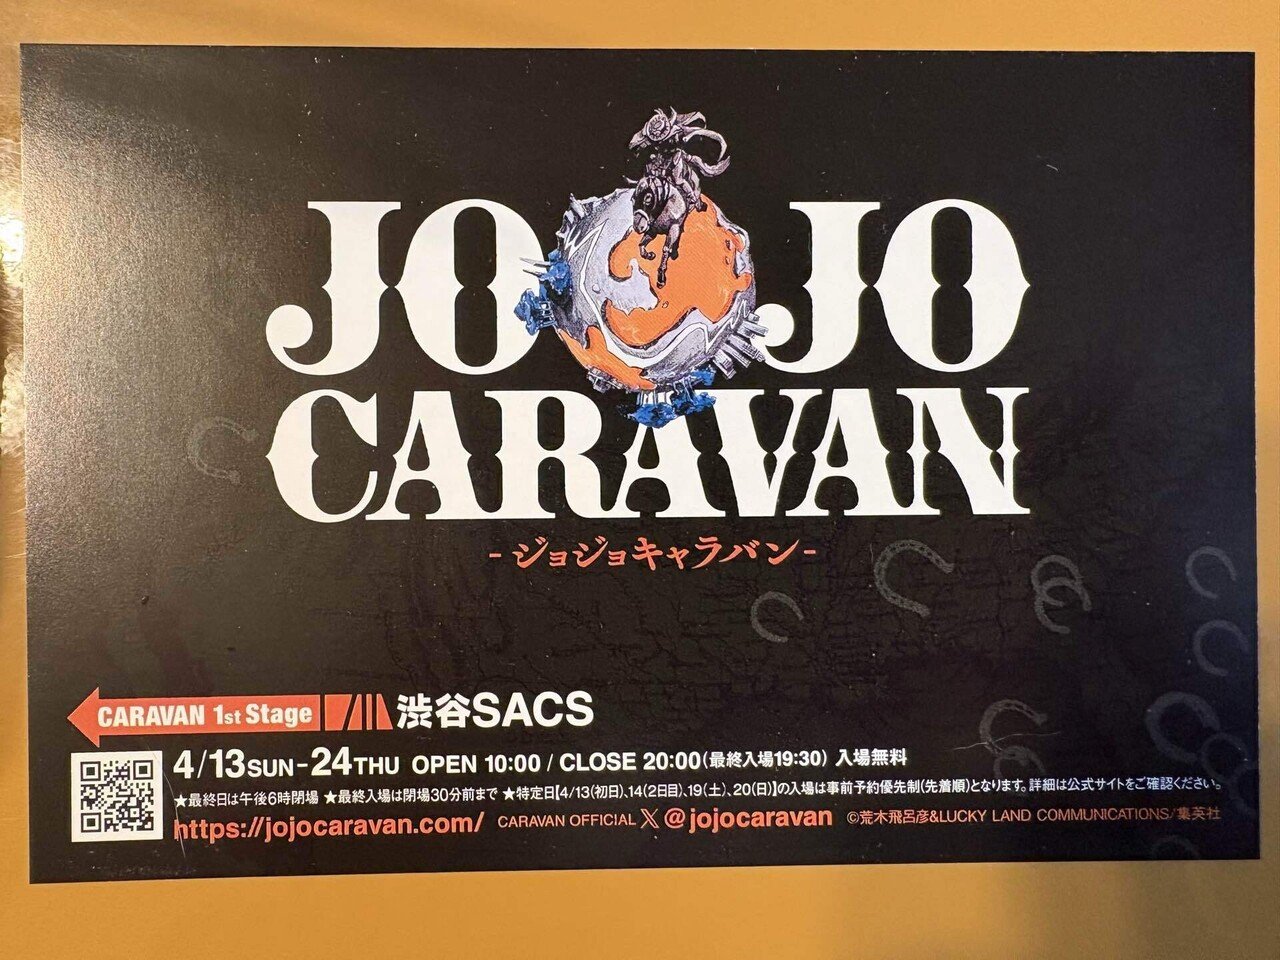 JOJO
CARAVAN
-ジョジョキャラバン-
CARAVAN 1st Stage 渋谷SACS
4/13SUN-24THU OPEN 10:00 / CLOSE 20:00(最終入場19:30) 入場無料
★最終日は午後6時閉場 ★最終入場は閉場30分前まで ★特定日【4/13(初日)、14(2日目)、19(土)、20(日)】の入場は事前予約優先制(先着順)となります。詳細は公式サイトをご確認ください。
https://jojocaravan.com/ CARAVAN OFFICIAL X @jojocaravan ©荒木飛呂彦&LUCKY LAND COMMUNICATIONS/集英社